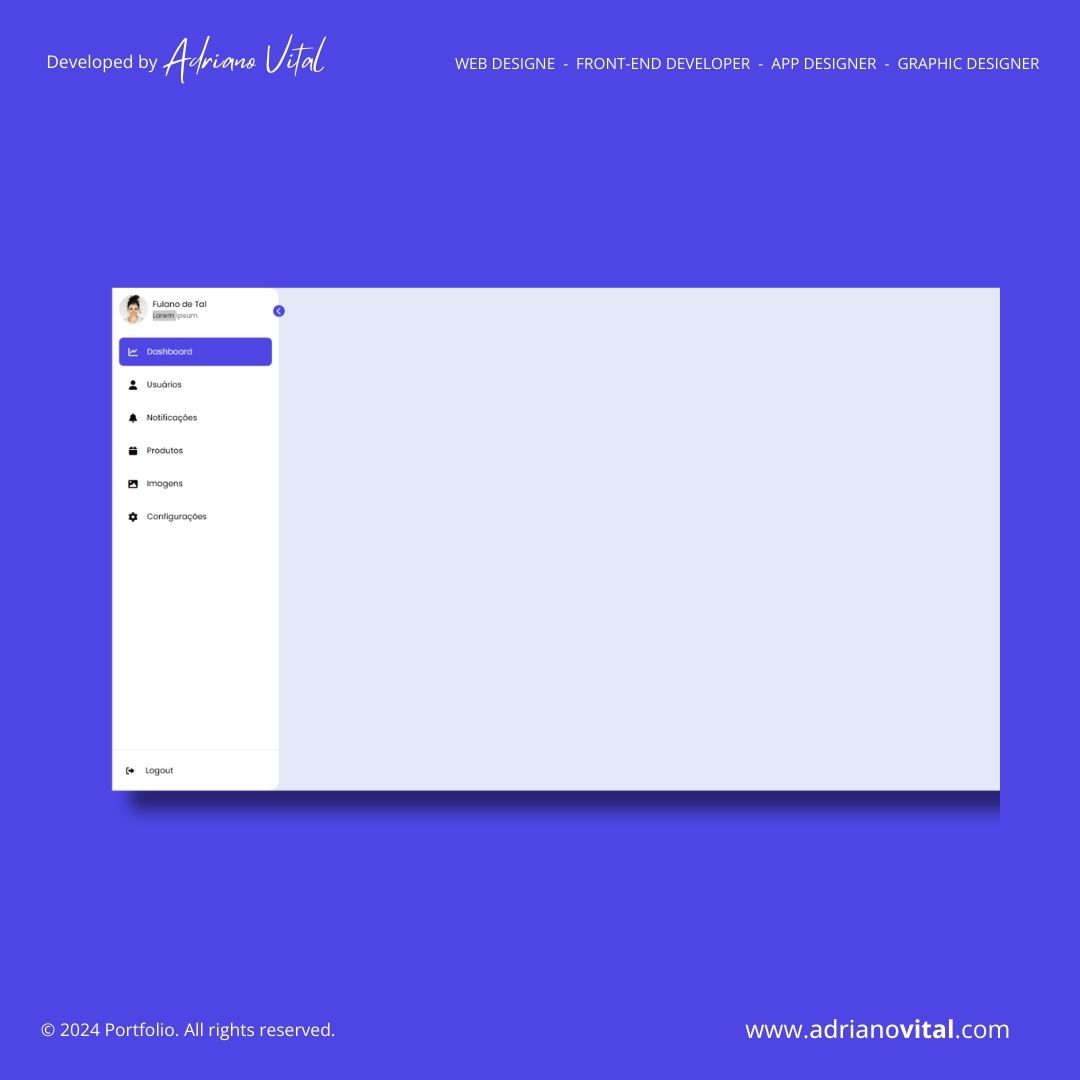 Developed by Adriano Vital
WEB DESIGNE - FRONT-END DEVELOPER - APP DESIGNER - GRAPHIC DESIGNER
Fulano de Tal
Lorem ipsum
Dashboard
Usuários
Notificações
Produtos
Imagens
Configurações
Logout
© 2024 Portfolio. All rights reserved.
www.adrianovital.com